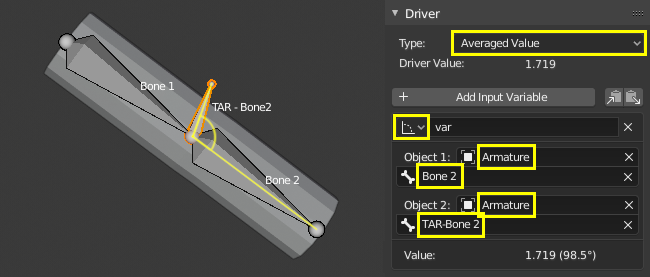 Bone 1
TAR - Bone2
Bone 2
Driver
Type: Averaged Value
Driver Value: 1.719
+ Add Input Variable
var
Object 1: Armature
Bone 2
Object 2: Armature
TAR-Bone 2
Value: 1.719 (98.5°)